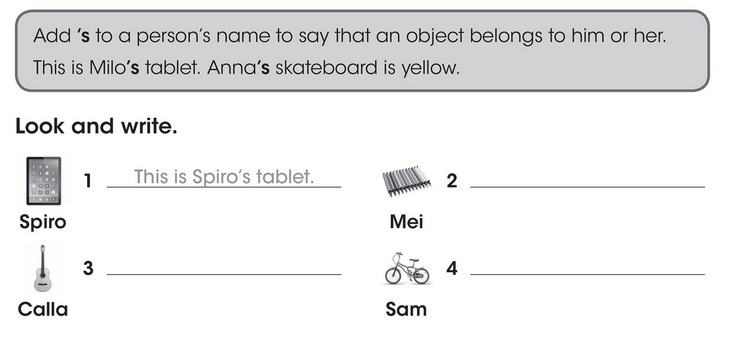 Add 's to a person's name to say that an object belongs to him or her.
This is Milo's tablet. Anna's skateboard is yellow.
Look and write.
1 This is Spiro's tablet.
Spiro
2
Mei
3
Calla
4
Sam